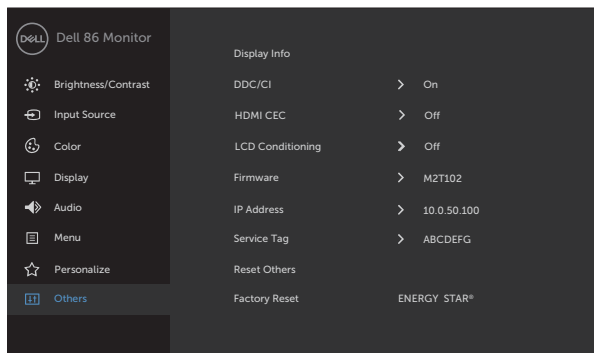 DELL Dell 86 Monitor
Brightness/Contrast
Input Source
Color
Display
Audio
Menu
Personalize
Others
Display Info
DDC/CI On
HDMI CEC Off
LCD Conditioning Off
Firmware M2T102
IP Address 10.0.50.100
Service Tag ABCDEFG
Reset Others
Factory Reset ENERGY STAR®